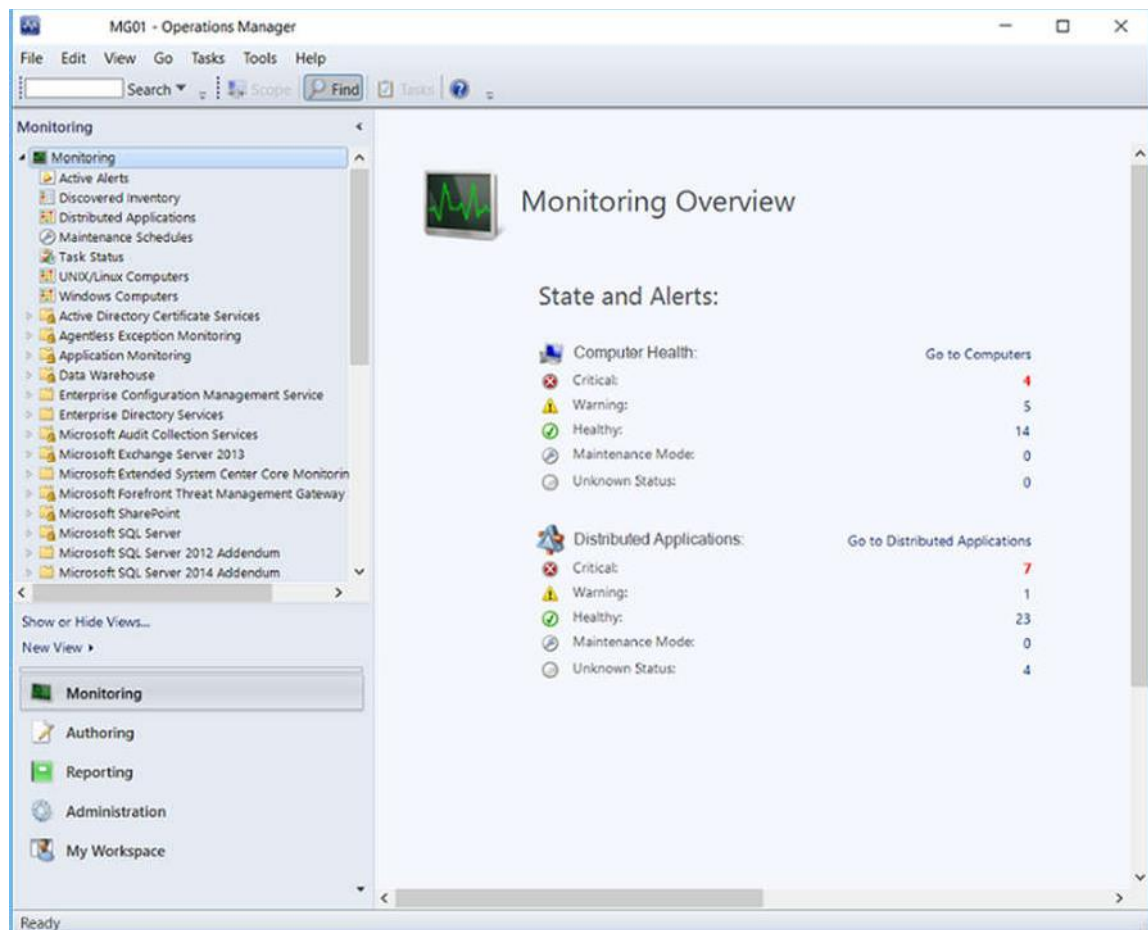 MG01 - Operations Manager
File Edit View Go Tasks Tools Help
Search Scope Find Tasks
Monitoring
Monitoring
Active Alerts
Discovered Inventory
Distributed Applications
Maintenance Schedules
Task Status
UNIX/Linux Computers
Windows Computers
Active Directory Certificate Services
Agentless Exception Monitoring
Application Monitoring
Data Warehouse
Enterprise Configuration Management Service
Enterprise Directory Services
Microsoft Audit Collection Services
Microsoft Exchange Server 2013
Microsoft Extended System Center Core Monitorin
Microsoft Forefront Threat Management Gateway
Microsoft SharePoint
Microsoft SQL Server
Microsoft SQL Server 2012 Addendum
Microsoft SQL Server 2014 Addendum
Show or Hide Views...
New View
Monitoring
Authoring
Reporting
Administration
My Workspace
Monitoring Overview
State and Alerts:
Computer Health: Go to Computers
Critical: 4
Warning: 5
Healthy: 14
Maintenance Mode: 0
Unknown Status: 0
Distributed Applications: Go to Distributed Applications
Critical: 7
Warning: 1
Healthy: 23
Maintenance Mode: 0
Unknown Status: 4
Ready